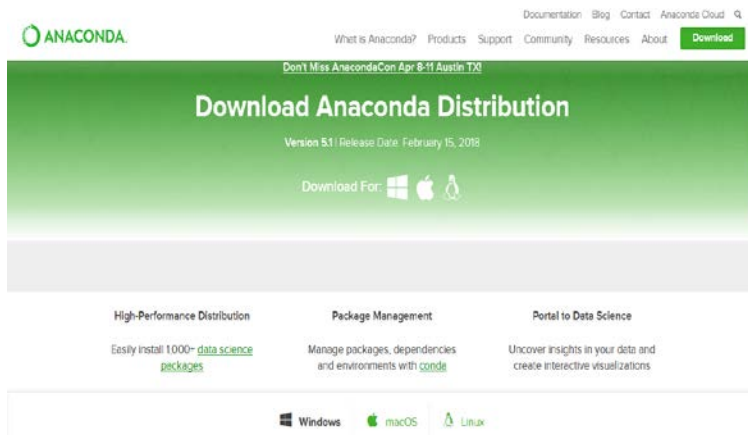 Documentation Blog Contact Anaconda Cloud
ANACONDA.
What is Anaconda? Products Support Community Resources About Download
Don't Miss AnacondaCon Apr 8-11 Austin TX!
Download Anaconda Distribution
Version 5.1 | Release Date: February 15, 2018
Download For:
High-Performance Distribution
Easily install 1000+ data science
packages
Package Management
Manage packages, dependencies
and environments with conda
Portal to Data Science
Uncover insights in your data and
create interactive visualizations
Windows macOS Linux